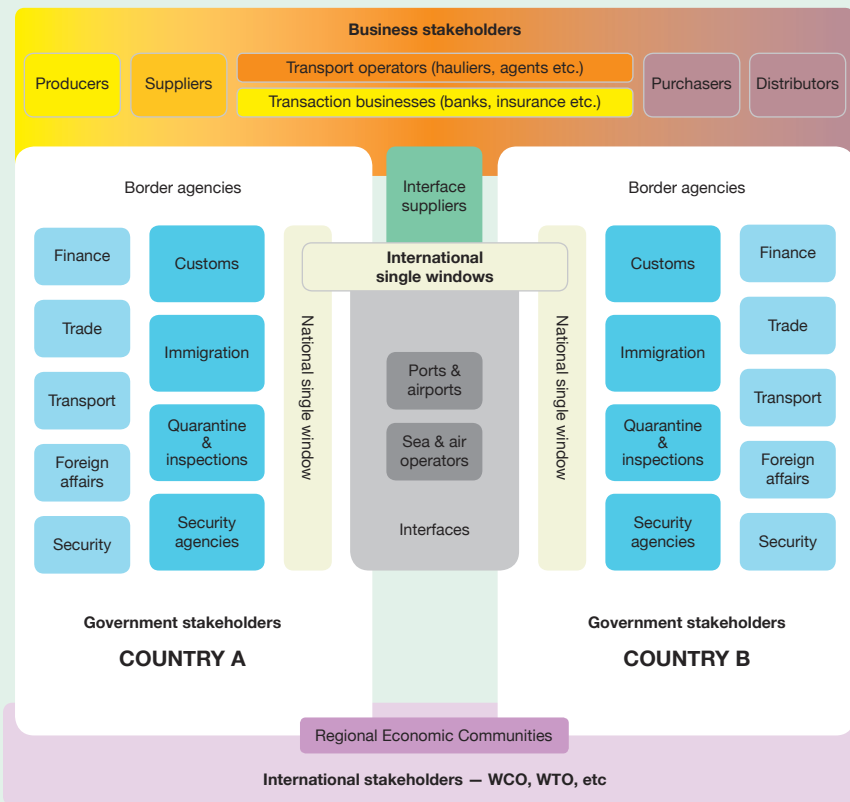 Business stakeholders
Producers
Suppliers
Transport operators (hauliers, agents etc.)
Transaction businesses (banks, insurance etc.)
Purchasers
Distributors
Border agencies
Finance
Trade
Transport
Foreign
affairs
Security
Customs
Immigration
Quarantine
&
inspections
Security
agencies
National single window
Government stakeholders
COUNTRY A
Interface
suppliers
International
single windows
Ports &
airports
Sea & air
operators
Interfaces
Border agencies
National single window
Customs
Immigration
Quarantine
&
inspections
Security
agencies
Finance
Trade
Transport
Foreign
affairs
Security
Government stakeholders
COUNTRY B
Regional Economic Communities
International stakeholders — WCO, WTO, etc